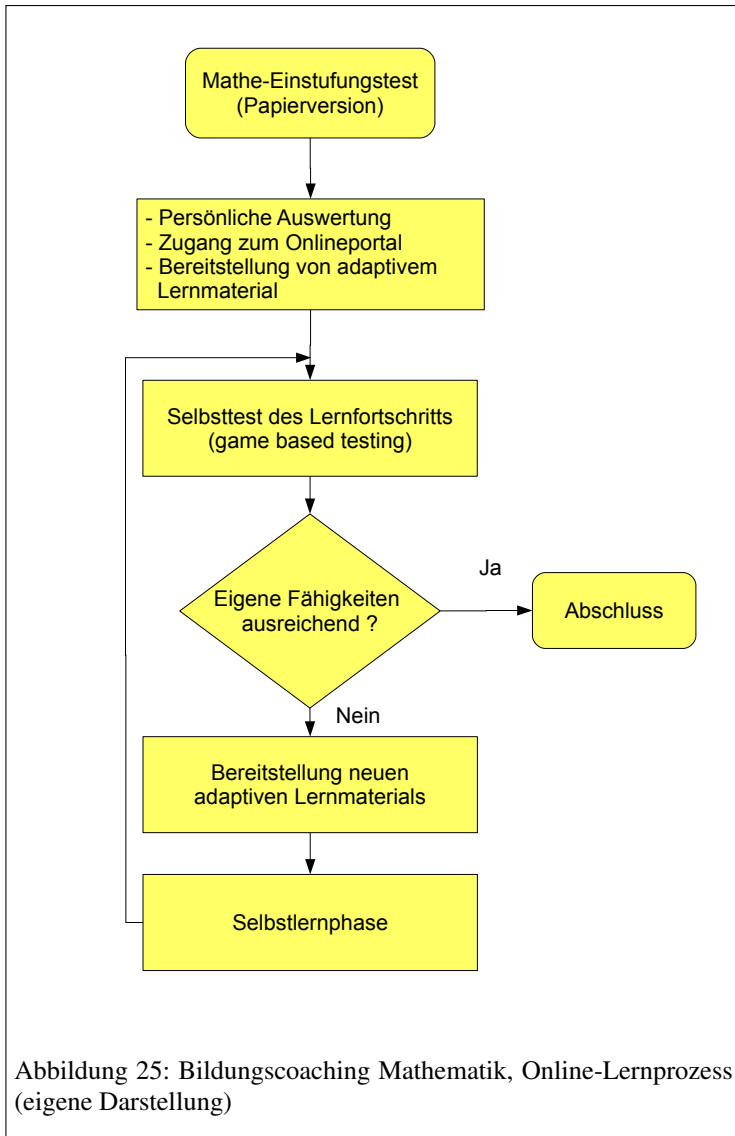 Mathe-Einstufungstest
(Papierversion)
- Persönliche Auswertung
- Zugang zum Onlineportal
- Bereitstellung von adaptivem
Lernmaterial
Selbsttest des Lernfortschritts
(game based testing)
Eigene Fähigkeiten
ausreichend ?
Ja
Abschluss
Nein
Bereitstellung neuen
adaptiven Lernmaterials
Selbstlernphase
Abbildung 25: Bildungscoaching Mathematik, Online-Lernprozess
(eigene Darstellung)